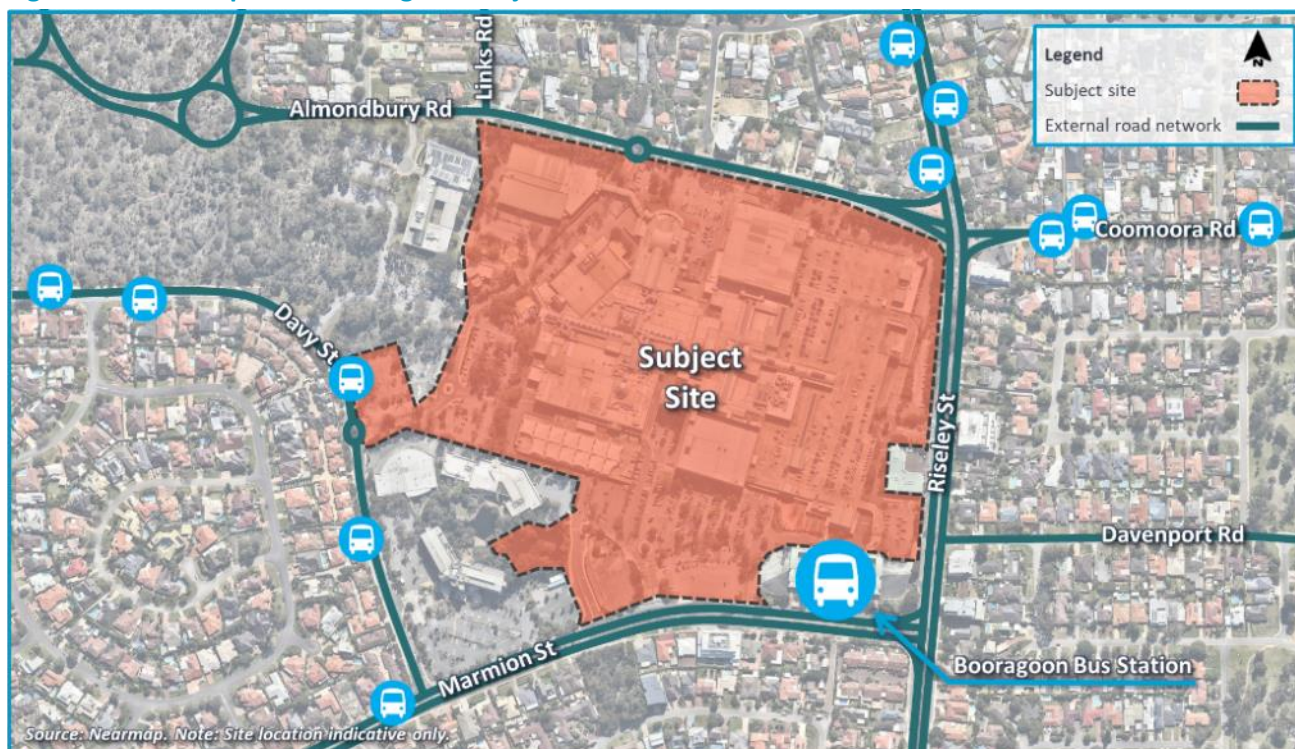 Links Rd
Almondbury Rd
Legend
N
Subject site
External road network
Coomoora Rd
Davy St
Subject
Site
Riseley St
Davenport Rd
Marmion St
Booragoon Bus Station
Source: Nearmap. Note: Site location indicative only.